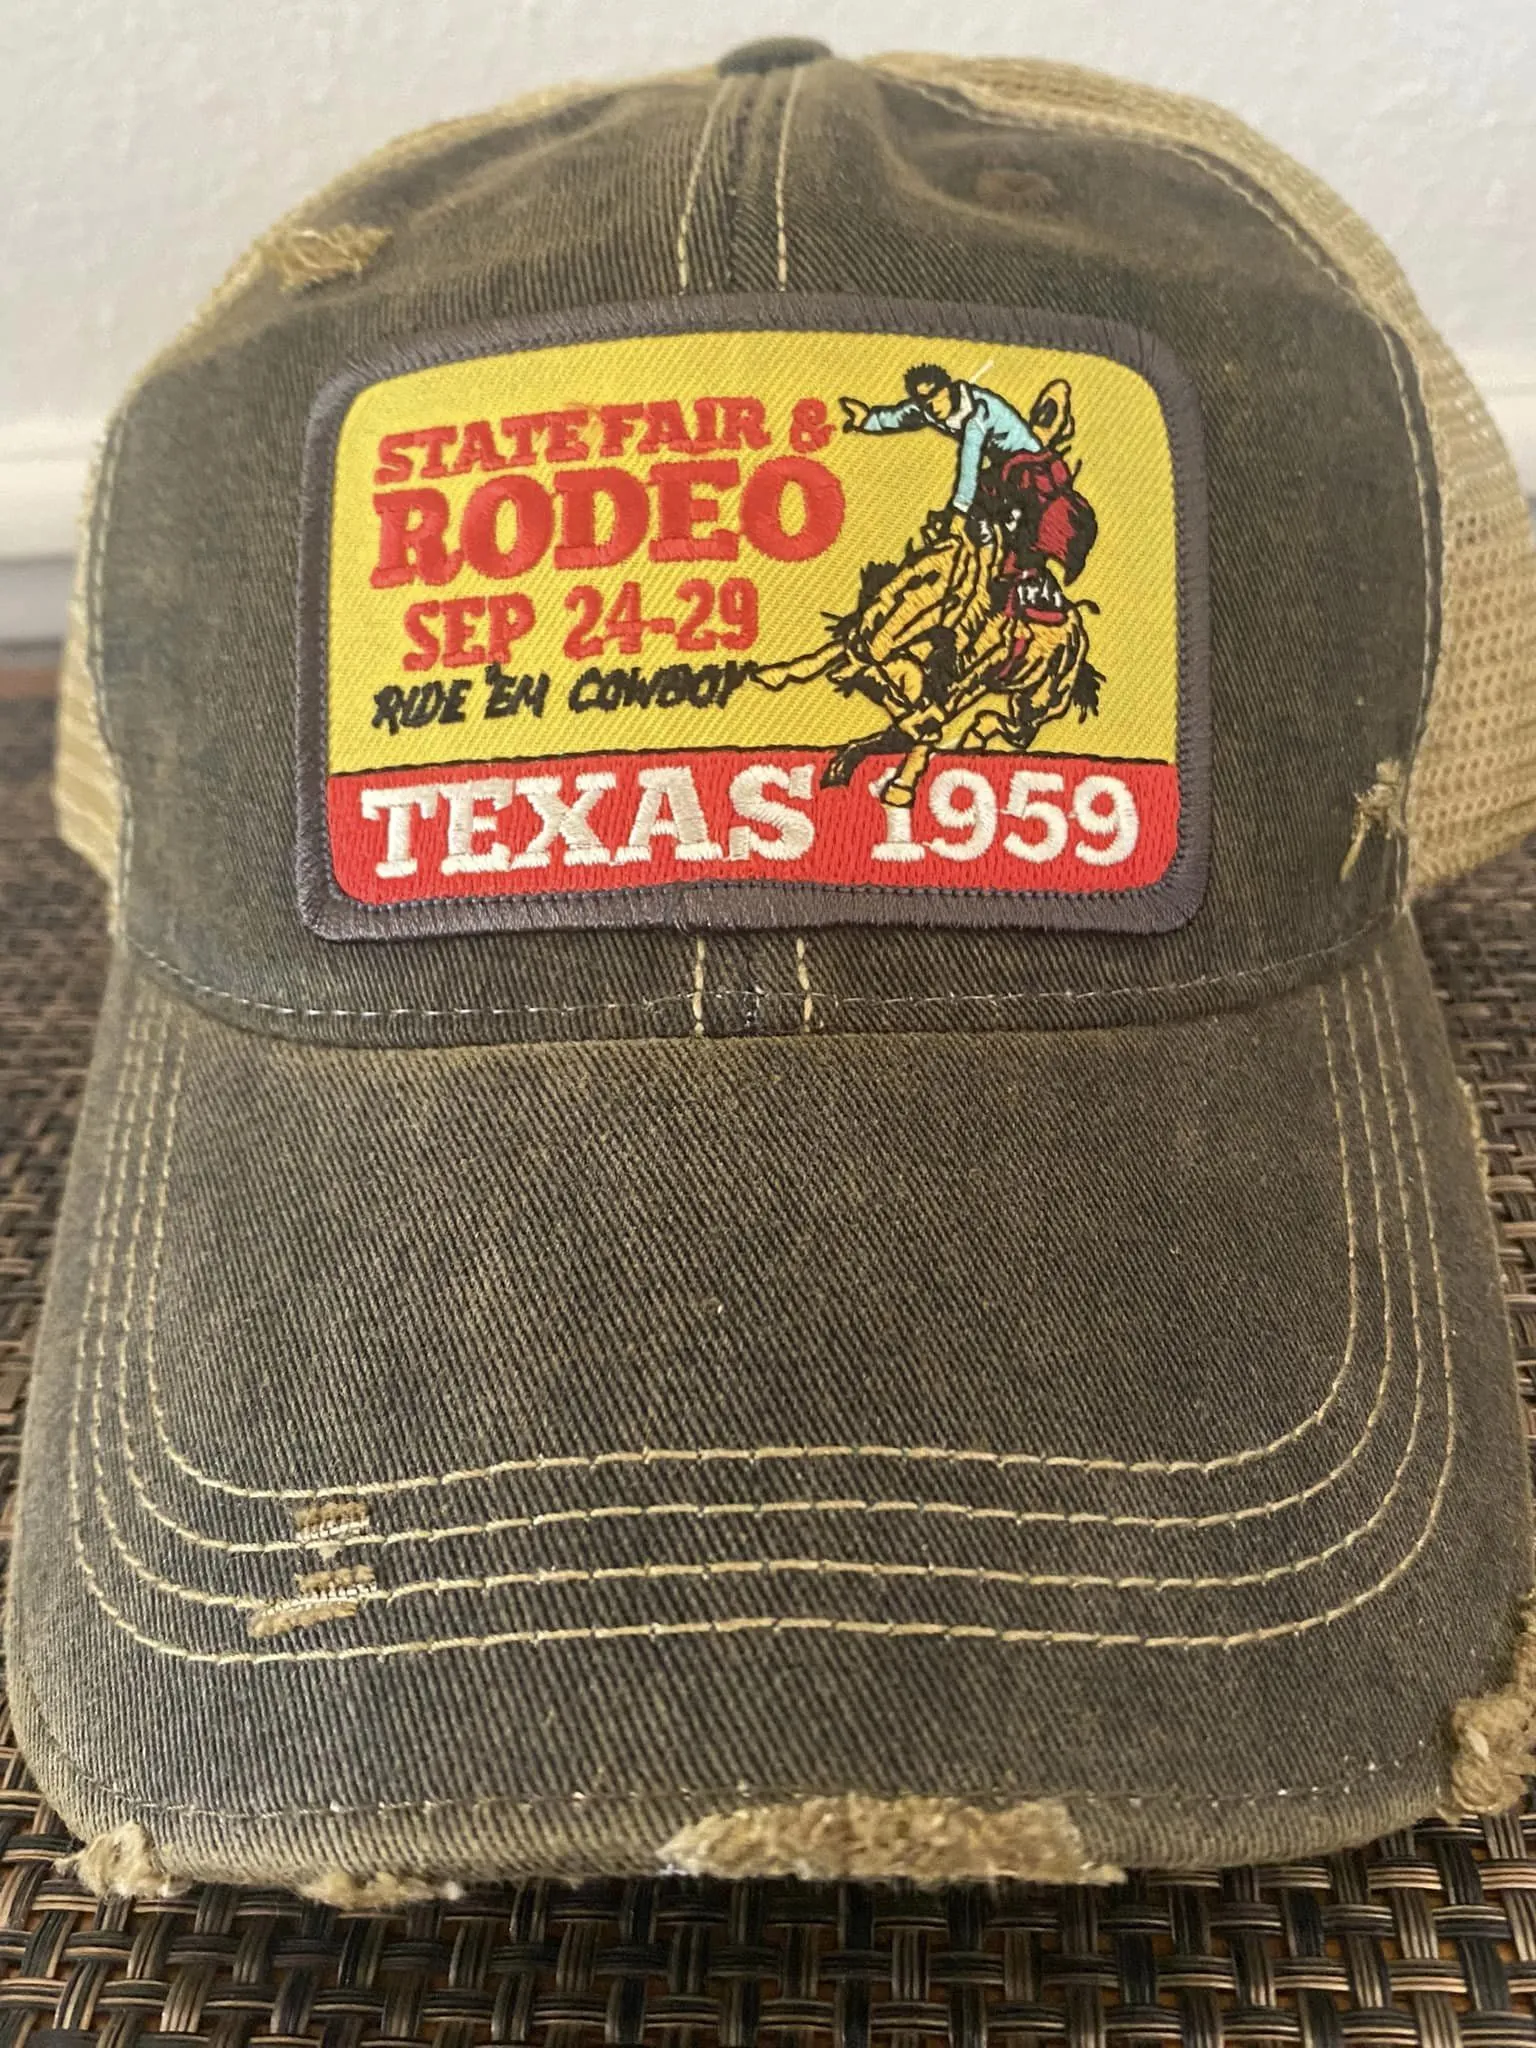 STATE FAIR &
RODEO
SEP 24-29
RIDE 'EM COWBOY
TEXAS 1959